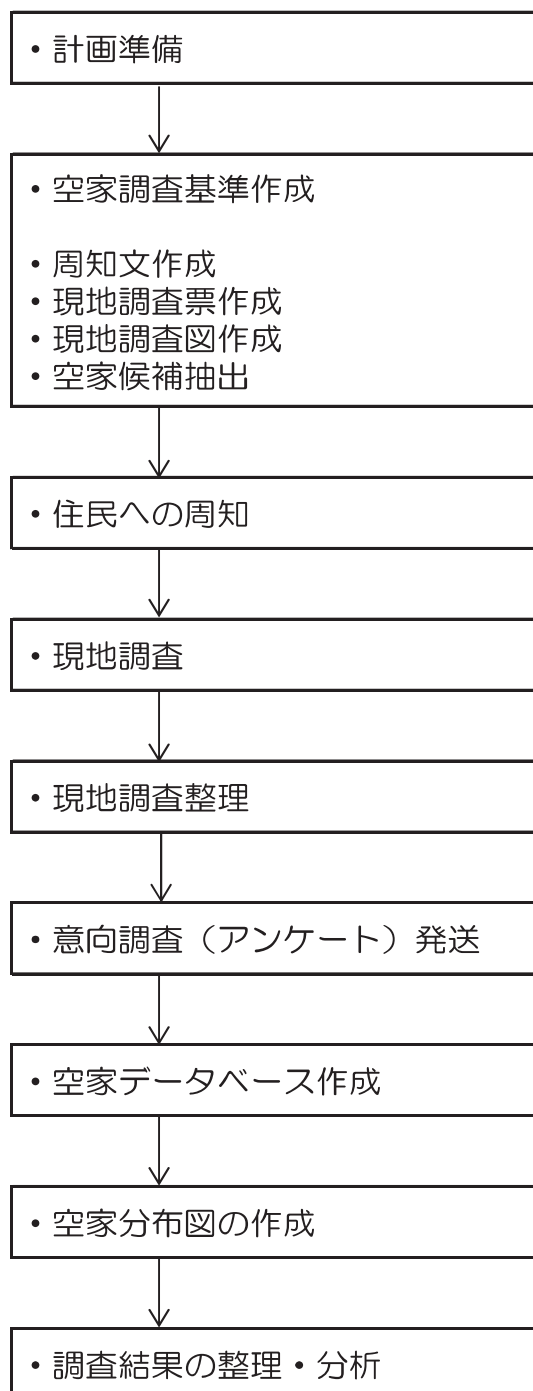 ・計画準備
・空家調査基準作成
・周知文作成
・現地調査票作成
・現地調査図作成
・空家候補抽出
・住民への周知
・現地調査
・現地調査整理
・意向調査（アンケート）発送
・空家データベース作成
・空家分布図の作成
・調査結果の整理・分析